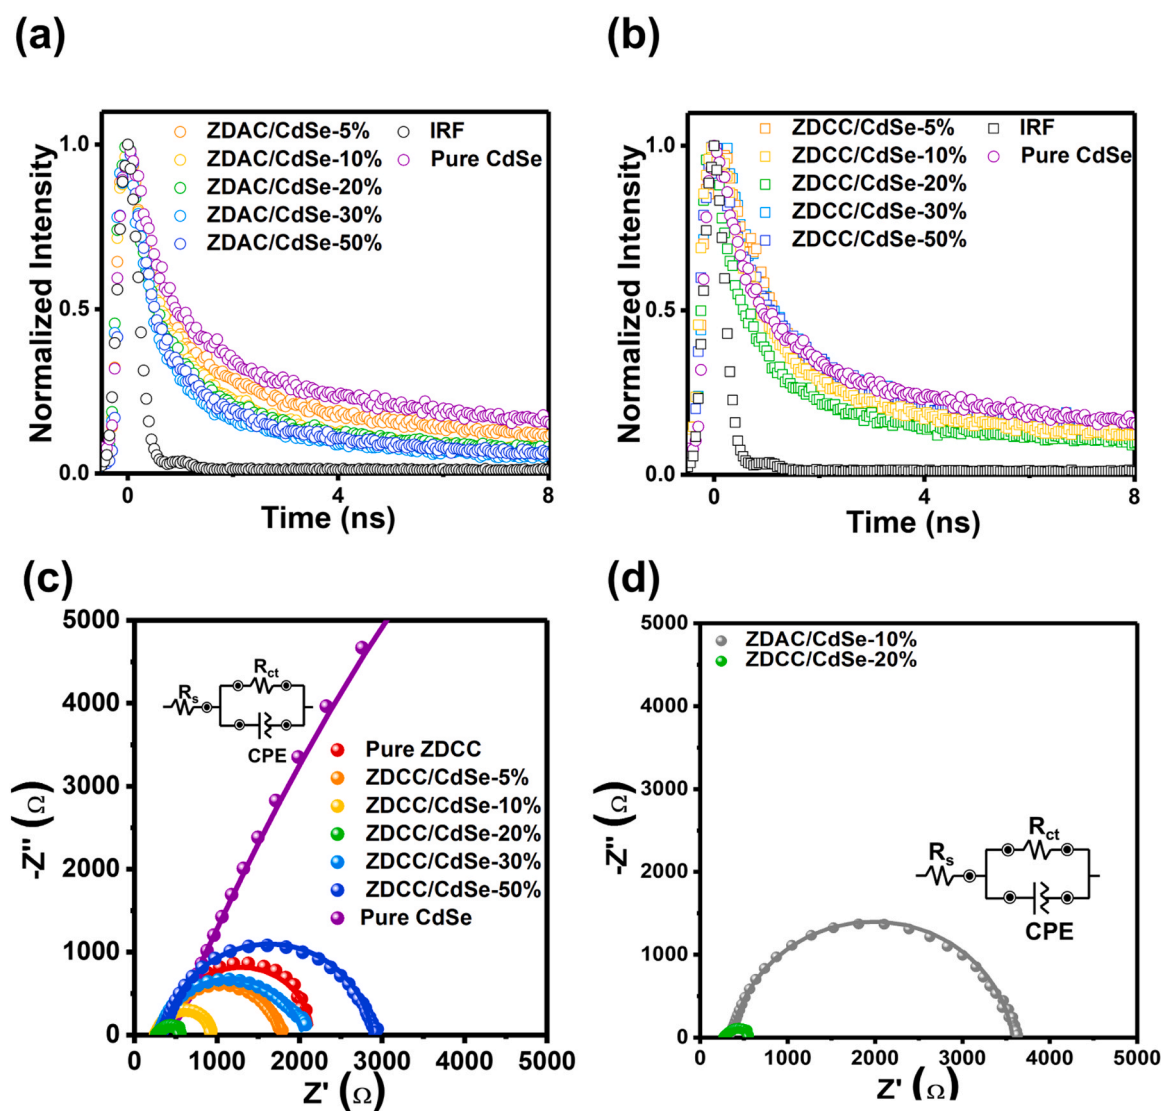 (a)
(b)
ZDAC/CdSe-5%
ZDAC/CdSe-10%
ZDAC/CdSe-20%
ZDAC/CdSe-30%
ZDAC/CdSe-50%
IRF
Pure CdSe
Normalized Intensity
1.0
0.5
0.0
0
4
8
Time (ns)
ZDCC/CdSe-5%
ZDCC/CdSe-10%
ZDCC/CdSe-20%
ZDCC/CdSe-30%
ZDCC/CdSe-50%
IRF
Pure CdSe
Normalized Intensity
1.0
0.5
0.0
0
4
8
Time (ns)
(c)
(d)
5000
4000
3000
2000
1000
0
-Z" (Ω)
Rs
Rct
CPE
Pure ZDCC
ZDCC/CdSe-5%
ZDCC/CdSe-10%
ZDCC/CdSe-20%
ZDCC/CdSe-30%
ZDCC/CdSe-50%
Pure CdSe
0 1000 2000 3000 4000 5000
Z' (Ω)
5000
4000
3000
2000
1000
0
-Z" (Ω)
ZDAC/CdSe-10%
ZDCC/CdSe-20%
Rs
Rct
CPE
0 1000 2000 3000 4000 5000
Z' (Ω)